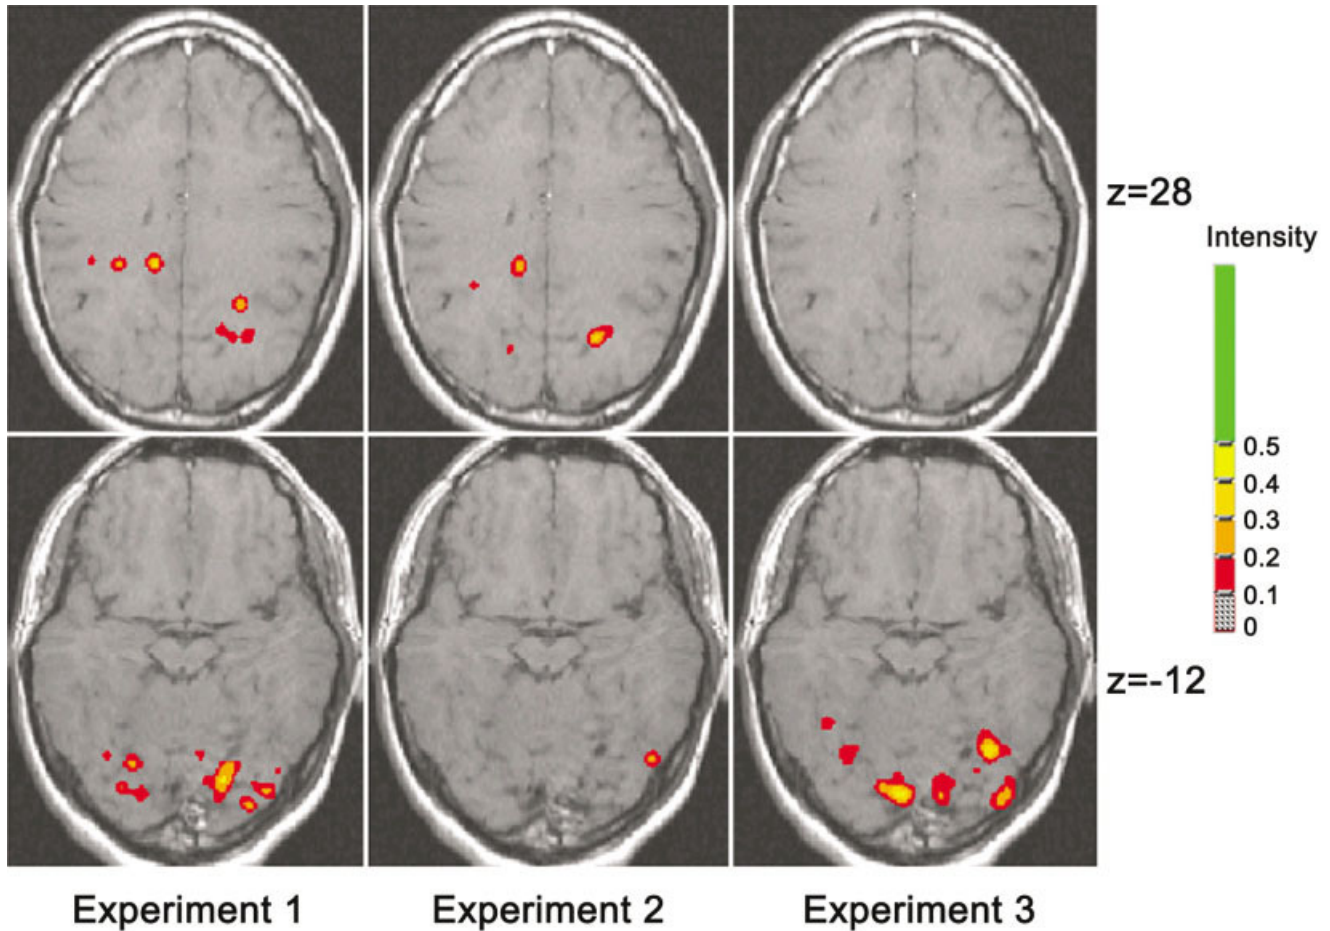 z=28
Intensity
0.5
0.4
0.3
0.2
0.1
0
z=-12
Experiment 1
Experiment 2
Experiment 3